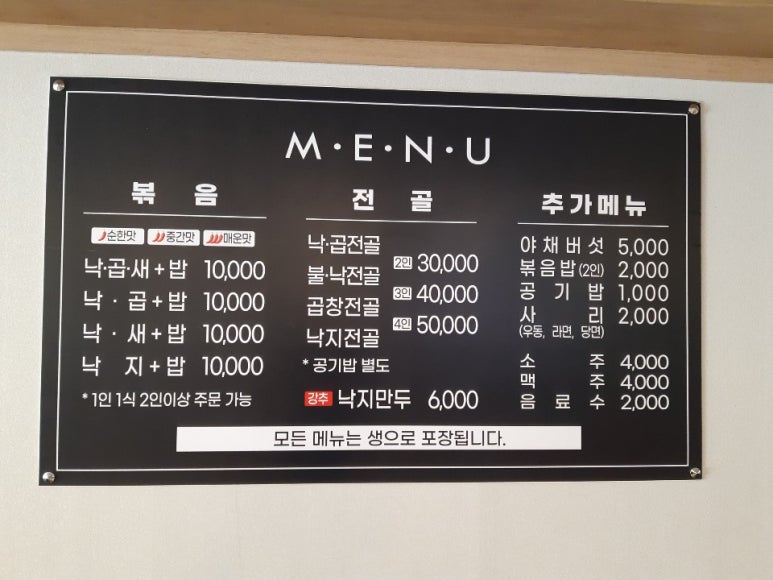 M·E·N·U
볶 음
순한맛 중간맛 매운맛
낙·곱·새+밥 10,000
낙·곱+밥 10,000
낙·새+밥 10,000
낙 지+밥 10,000
*1인 1식 2인이상 주문 가능
전 골
낙·곱전골
불·낙전골
곱창전골
낙지전골
2인 30,000
3인 40,000
4인 50,000
*공기밥 별도
강추 낙지만두 6,000
추가메뉴
야채버섯 5,000
볶음밥(2인) 2,000
공 기 밥 1,000
사 리 2,000
(우동, 라면, 당면)
소 주 4,000
맥 주 4,000
음 료 수 2,000
모든 메뉴는 생으로 포장됩니다.